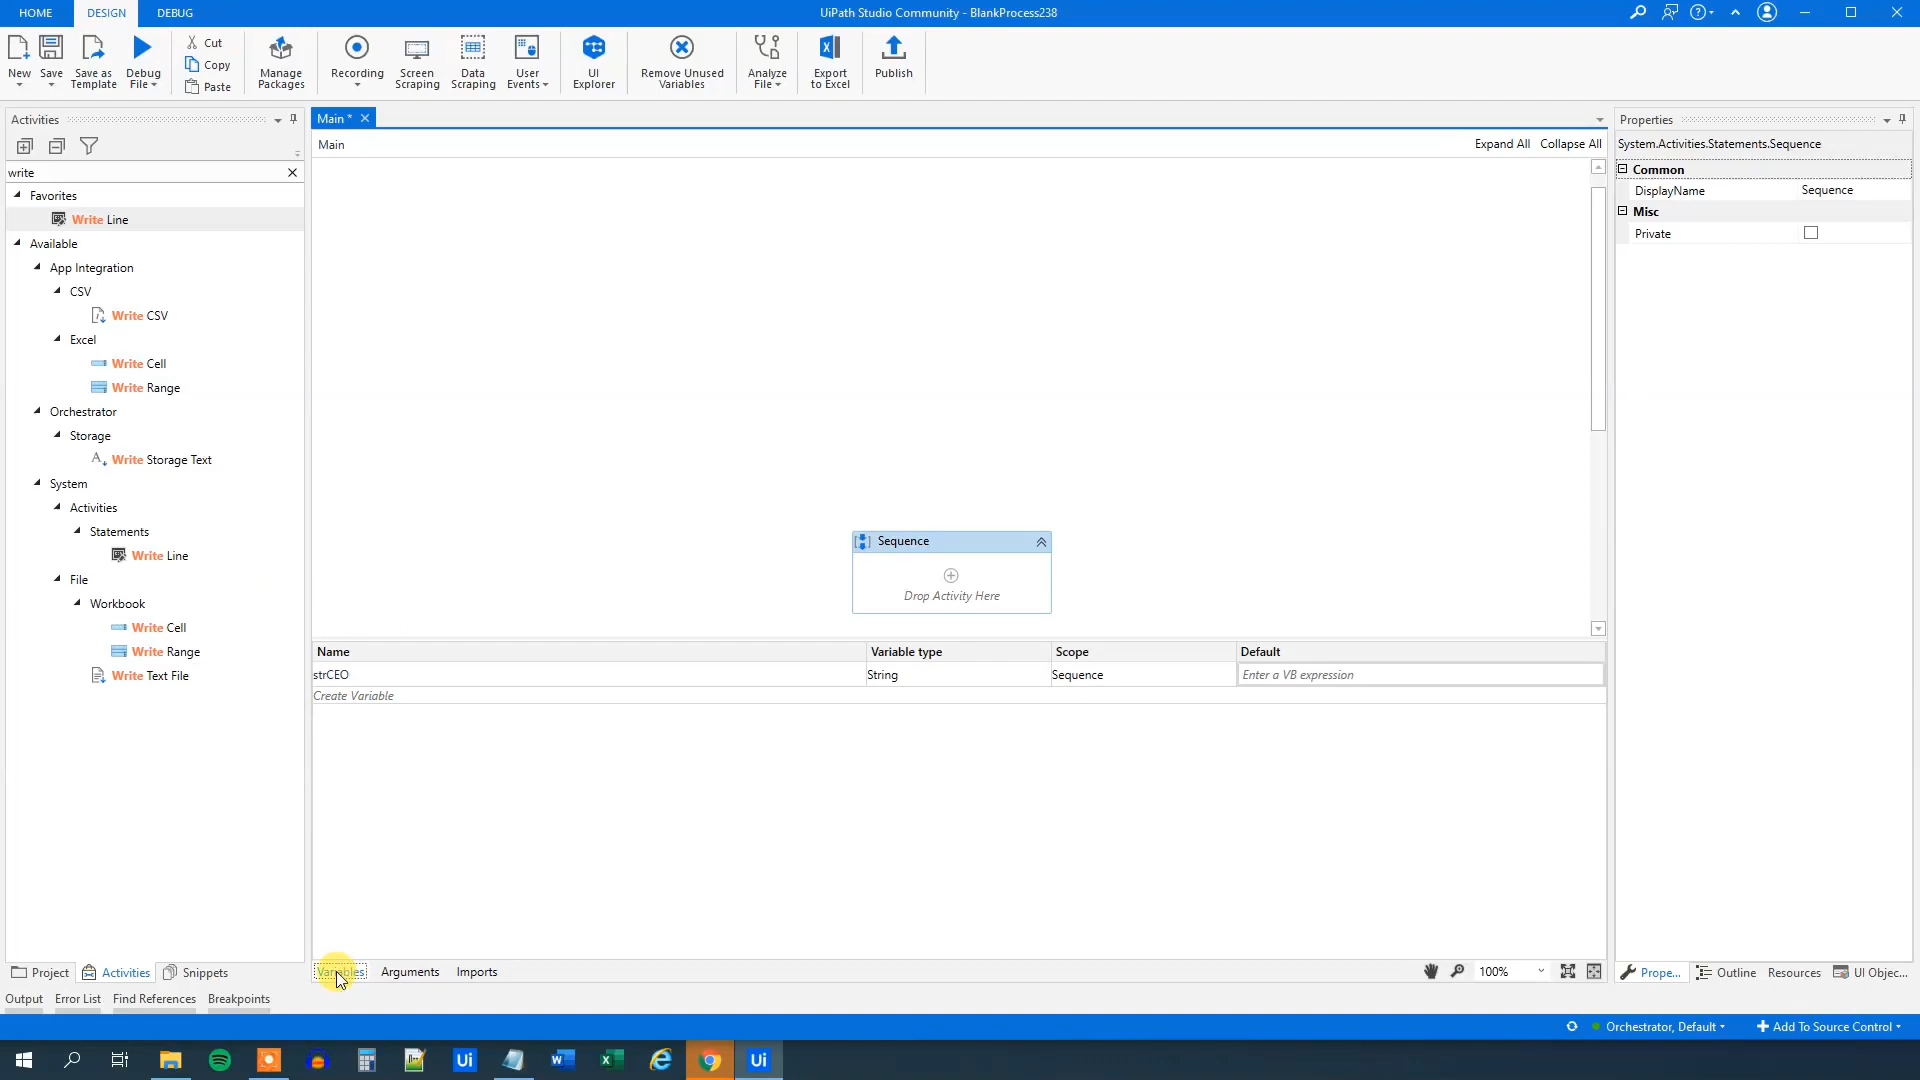 HOME DESIGN DEBUG UiPath Studio Community - BlankProcess238
New Save Save as Template Debug File Cut Copy Paste Manage Packages Recording Screen Scraping Data Scraping User Events UI Explorer Remove Unused Variables Analyze File Export to Excel Publish
Activities
write
Favorites
Write Line
Available
App Integration
CSV
Write CSV
Excel
Write Cell
Write Range
Orchestrator
Storage
Write Storage Text
System
Activities
Statements
Write Line
File
Workbook
Write Cell
Write Range
Write Text File
Project Activities Snippets
Main *
Main Expand All Collapse All
Sequence
Drop Activity Here
Name Variable type Scope Default
strCEO String Sequence Enter a VB expression
Create Variable
Variables Arguments Imports 100%
Properties
System.Activities.Statements.Sequence
Common
DisplayName Sequence
Misc
Private
Prope... Outline Resources UI Objec...
Output Error List Find References Breakpoints
Orchestrator, Default Add To Source Control
Ui Ui